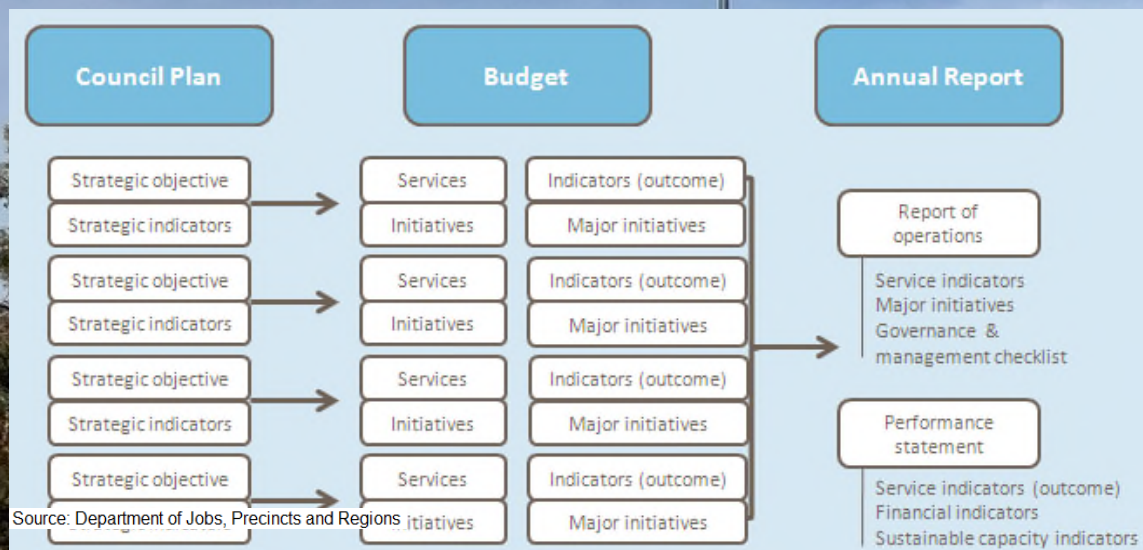 Council Plan
Budget
Annual Report
Strategic objective
Strategic indicators
Services
Initiatives
Indicators (outcome)
Major initiatives
Strategic objective
Strategic indicators
Services
Initiatives
Indicators (outcome)
Major initiatives
Strategic objective
Strategic indicators
Services
Initiatives
Indicators (outcome)
Major initiatives
Strategic objective
Services
Initiatives
Indicators (outcome)
Major initiatives
Report of
operations
Service indicators
Major initiatives
Governance &
management checklist
Performance
statement
Service indicators (outcome)
Financial indicators
Sustainable capacity indicators
Source: Department of Jobs, Precincts and Regions